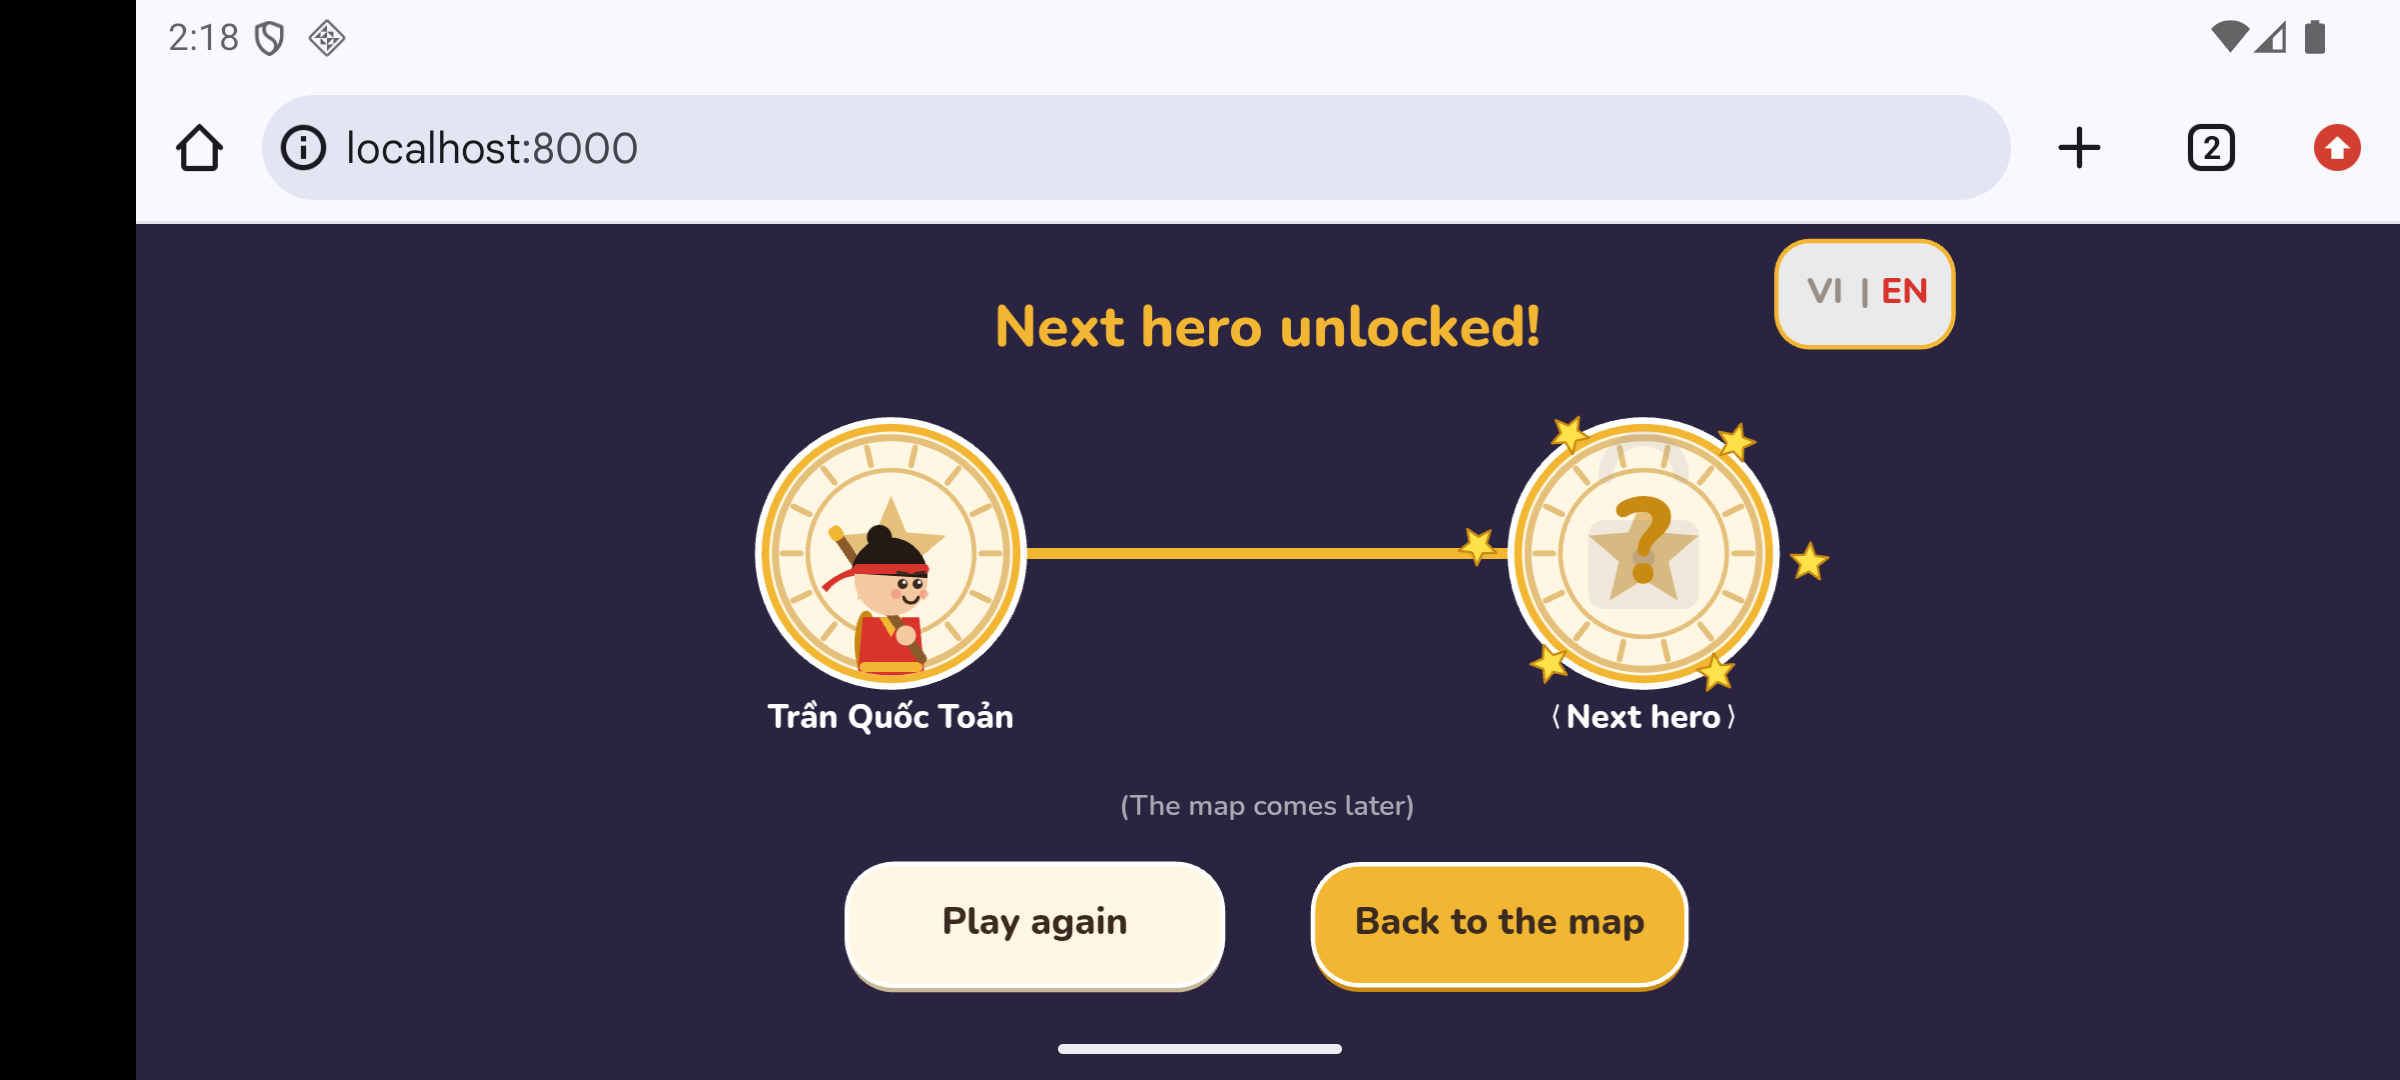 2:18
localhost:8000
2
VI | EN
Next hero unlocked!
?
Trần Quốc Toản
⟨Next hero⟩
(The map comes later)
Play again
Back to the map